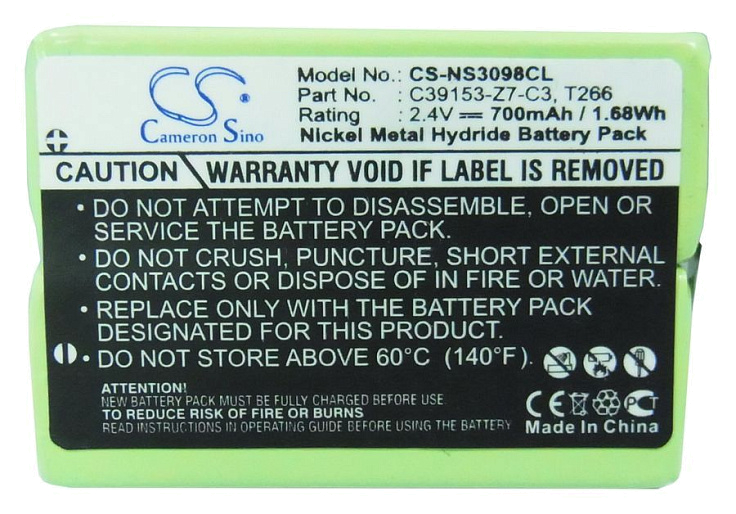 CS
Cameron Sino
Model No.: CS-NS3098CL
Part No. : C39153-Z7-C3, T266
Rating : 2.4V ⎓ 700mAh / 1.68Wh
Nickel Metal Hydride Battery Pack
+
CAUTION WARRANTY VOID IF LABEL IS REMOVED
• DO NOT ATTEMPT TO DISASSEMBLE, OPEN OR
SERVICE THE BATTERY PACK.
• DO NOT CRUSH, PUNCTURE, SHORT EXTERNAL
CONTACTS OR DISPOSE OF IN FIRE OR WATER.
• REPLACE ONLY WITH THE BATTERY PACK
DESIGNATED FOR THIS PRODUCT.
• DO NOT STORE ABOVE 60°C (140°F).
ATTENTION!
NEW BATTERY PACK MUST BE FULLY CHARGED BEFORE USE.
TO REDUCE RISK OF FIRE OR BURNS
READ INSTRUCTIONS IN OPERATING MANUAL BEFORE USING THE BATTERY
CE PCT
Made In China